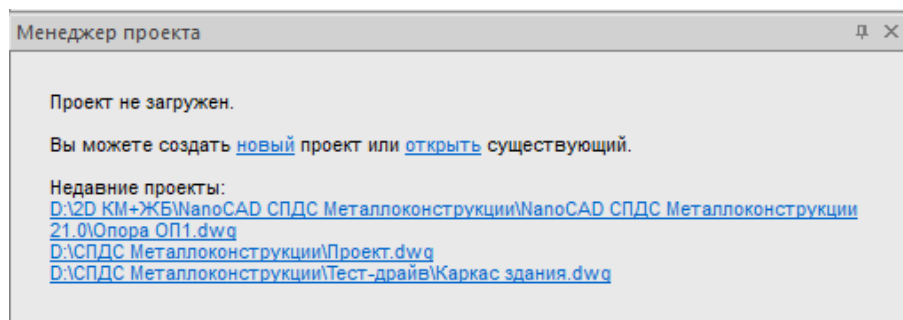 Менеджер проекта
Проект не загружен.
Вы можете создать новый проект или открыть существующий.
Недавние проекты:
D:\2D КМ+ЖБ\NanoCAD СПДС Металлоконструкции\NanoCAD СПДС Металлоконструкции
21.0\Опора ОП1.dwg
D:\СПДС Металлоконструкции\Проект.dwg
D:\СПДС Металлоконструкции\Тест-драйв\Каркас здания.dwg